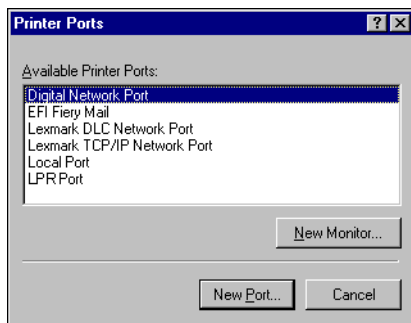 Printer Ports
Available Printer Ports:
Digital Network Port
EFI Fiery Mail
Lexmark DLC Network Port
Lexmark TCP/IP Network Port
Local Port
LPR Port
New Monitor...
New Port...
Cancel